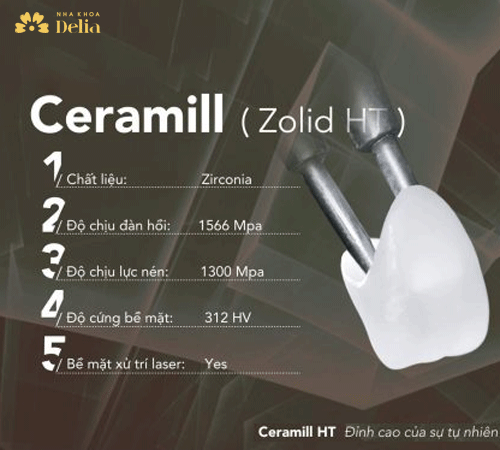 NHA KHOA
Delia
Ceramill ( Zolid HT )
1/ Chất liệu: Zirconia
2/ Độ chịu đàn hồi: 1566 Mpa
3/ Độ chịu lực nén: 1300 Mpa
4/ Độ cứng bề mặt: 312 HV
5/ Bề mặt xử trí laser: Yes
Ceramill HT Đỉnh cao của sự tự nhiên